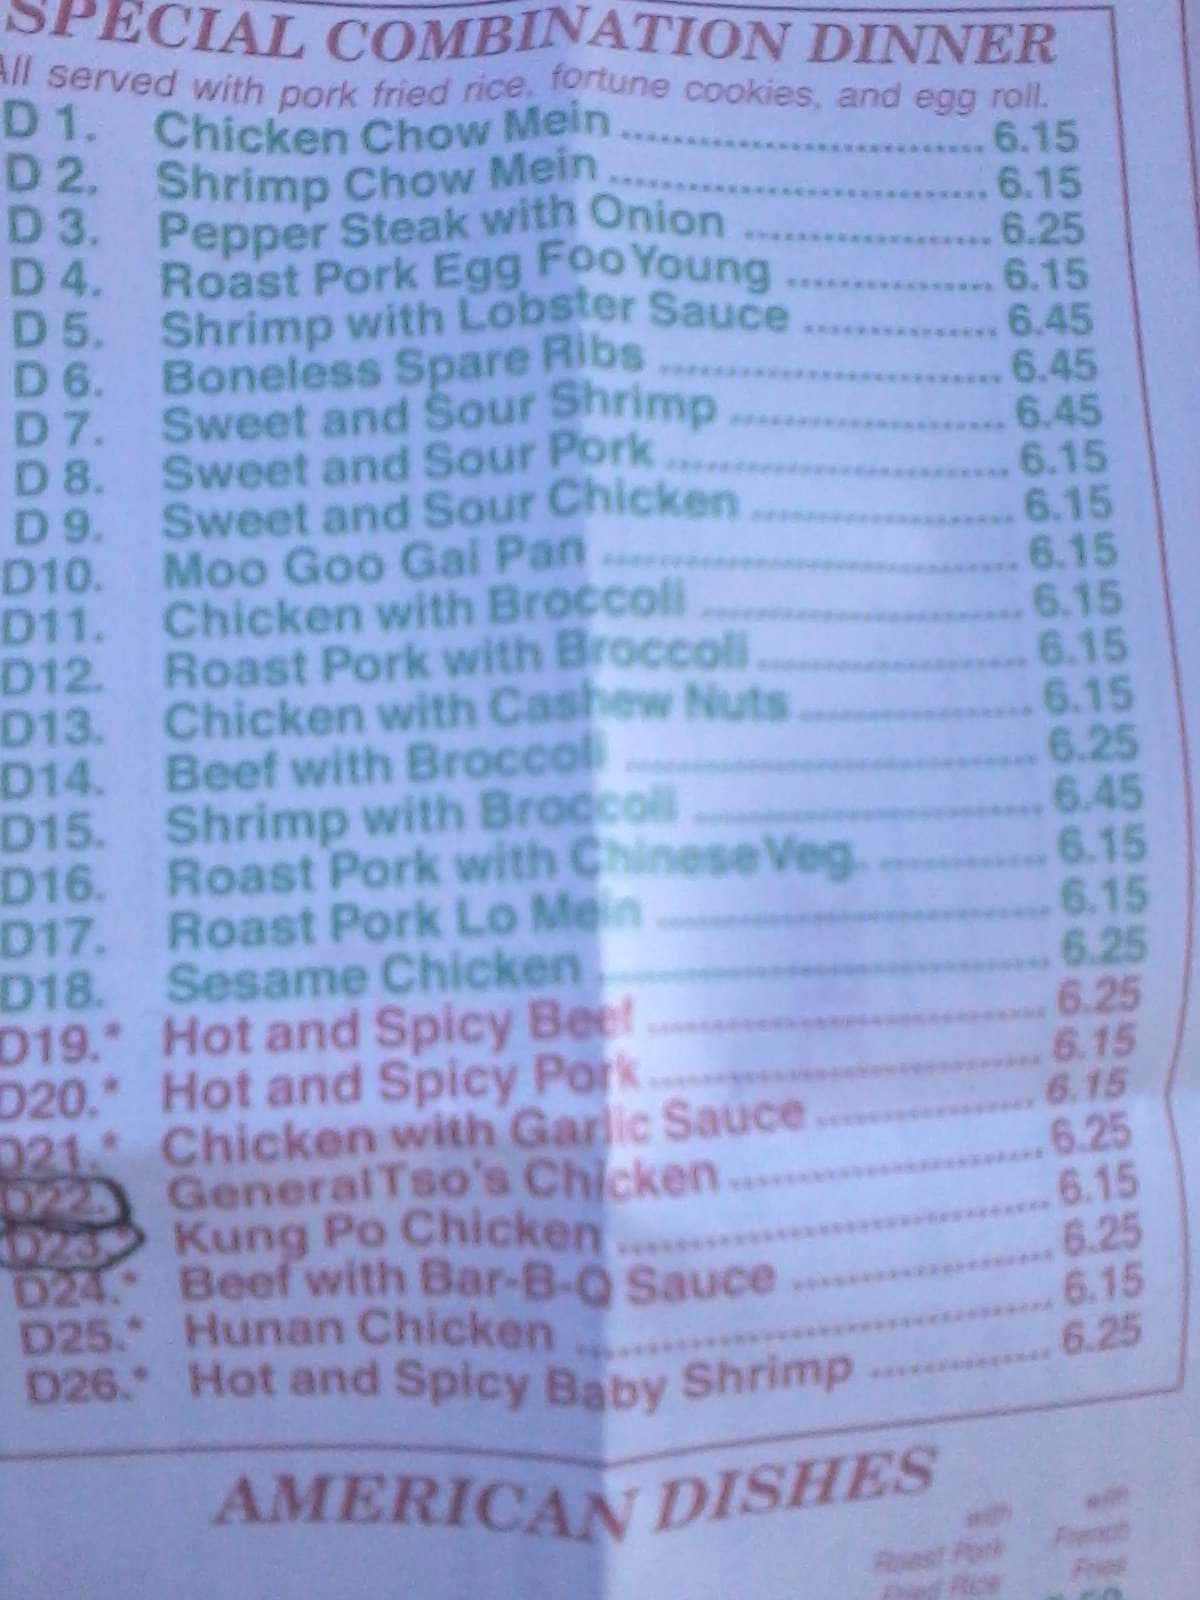 SPECIAL COMBINATION DINNER
All served with pork fried rice, fortune cookies, and egg roll.
D 1. Chicken Chow Mein 6.15
D 2. Shrimp Chow Mein 6.15
D 3. Pepper Steak with Onion 6.25
D 4. Roast Pork Egg Foo Young 6.15
D 5. Shrimp with Lobster Sauce 6.45
D 6. Boneless Spare Ribs 6.45
D 7. Sweet and Sour Shrimp 6.45
D 8. Sweet and Sour Pork 6.15
D 9. Sweet and Sour Chicken 6.15
D10. Moo Goo Gai Pan 6.15
D11. Chicken with Broccoli 6.15
D12. Roast Pork with Broccoli 6.15
D13. Chicken with Cashew Nuts 6.15
D14. Beef with Broccoli 6.25
D15. Shrimp with Broccoli 6.45
D16. Roast Pork with Chinese Veg. 6.15
D17. Roast Pork Lo Mein 6.15
D18. Sesame Chicken 6.25
D19.* Hot and Spicy Beef 6.25
D20.* Hot and Spicy Pork 6.15
D21.* Chicken with Garlic Sauce 6.15
D22. General Tso's Chicken 6.25
D23.* Kung Po Chicken 6.15
D24.* Beef with Bar-B-Q Sauce 6.25
D25.* Hunan Chicken 6.15
D26.* Hot and Spicy Baby Shrimp 6.25
AMERICAN DISHES
with with
Roast Pork French
Fried Rice Fries